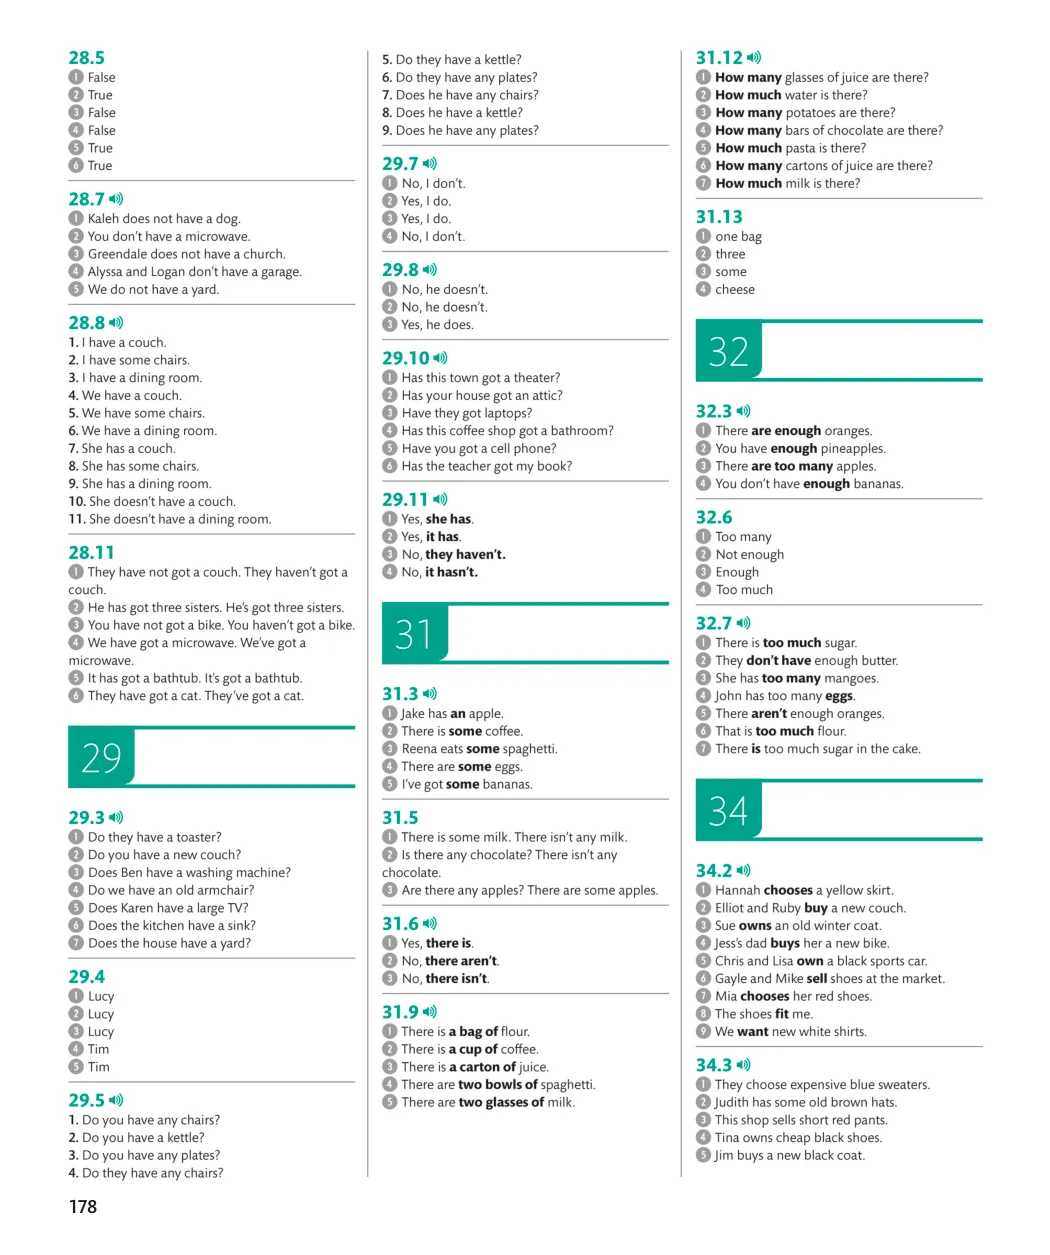 28.5
1 False
2 True
3 False
4 False
5 True
6 True
28.7
1 Kaleh does not have a dog.
2 You don’t have a microwave.
3 Greendale does not have a church.
4 Alyssa and Logan don’t have a garage.
5 We do not have a yard.
28.8
1. I have a couch.
2. I have some chairs.
3. I have a dining room.
4. We have a couch.
5. We have some chairs.
6. We have a dining room.
7. She has a couch.
8. She has some chairs.
9. She has a dining room.
10. She doesn’t have a couch.
11. She doesn’t have a dining room.
28.11
1 They have not got a couch. They haven’t got a
couch.
2 He has got three sisters. He’s got three sisters.
3 You have not got a bike. You haven’t got a bike.
4 We have got a microwave. We’ve got a
microwave.
5 It has got a bathtub. It’s got a bathtub.
6 They have got a cat. They’ve got a cat.
29
29.3
1 Do they have a toaster?
2 Do you have a new couch?
3 Does Ben have a washing machine?
4 Do we have an old armchair?
5 Does Karen have a large TV?
6 Does the kitchen have a sink?
7 Does the house have a yard?
29.4
1 Lucy
2 Lucy
3 Lucy
4 Tim
5 Tim
29.5
1. Do you have any chairs?
2. Do you have a kettle?
3. Do you have any plates?
4. Do they have any chairs?
5. Do they have a kettle?
6. Do they have any plates?
7. Does he have any chairs?
8. Does he have a kettle?
9. Does he have any plates?
29.7
1 No, I don’t.
2 Yes, I do.
3 Yes, I do.
4 No, I don’t.
29.8
1 No, he doesn’t.
2 No, he doesn’t.
3 Yes, he does.
29.10
1 Has this town got a theater?
2 Has your house got an attic?
3 Have they got laptops?
4 Has this coffee shop got a bathroom?
5 Have you got a cell phone?
6 Has the teacher got my book?
29.11
1 Yes, she has.
2 Yes, it has.
3 No, they haven’t.
4 No, it hasn’t.
31
31.3
1 Jake has an apple.
2 There is some coffee.
3 Reena eats some spaghetti.
4 There are some eggs.
5 I’ve got some bananas.
31.5
1 There is some milk. There isn’t any milk.
2 Is there any chocolate? There isn’t any
chocolate.
3 Are there any apples? There are some apples.
31.6
1 Yes, there is.
2 No, there aren’t.
3 No, there isn’t.
31.9
1 There is a bag of flour.
2 There is a cup of coffee.
3 There is a carton of juice.
4 There are two bowls of spaghetti.
5 There are two glasses of milk.
31.12
1 How many glasses of juice are there?
2 How much water is there?
3 How many potatoes are there?
4 How many bars of chocolate are there?
5 How much pasta is there?
6 How many cartons of juice are there?
7 How much milk is there?
31.13
1 one bag
2 three
3 some
4 cheese
32
32.3
1 There are enough oranges.
2 You have enough pineapples.
3 There are too many apples.
4 You don’t have enough bananas.
32.6
1 Too many
2 Not enough
3 Enough
4 Too much
32.7
1 There is too much sugar.
2 They don’t have enough butter.
3 She has too many mangoes.
4 John has too many eggs.
5 There aren’t enough oranges.
6 That is too much flour.
7 There is too much sugar in the cake.
34
34.2
1 Hannah chooses a yellow skirt.
2 Elliot and Ruby buy a new couch.
3 Sue owns an old winter coat.
4 Jess’s dad buys her a new bike.
5 Chris and Lisa own a black sports car.
6 Gayle and Mike sell shoes at the market.
7 Mia chooses her red shoes.
8 The shoes fit me.
9 We want new white shirts.
34.3
1 They choose expensive blue sweaters.
2 Judith has some old brown hats.
3 This shop sells short red pants.
4 Tina owns cheap black shoes.
5 Jim buys a new black coat.
178